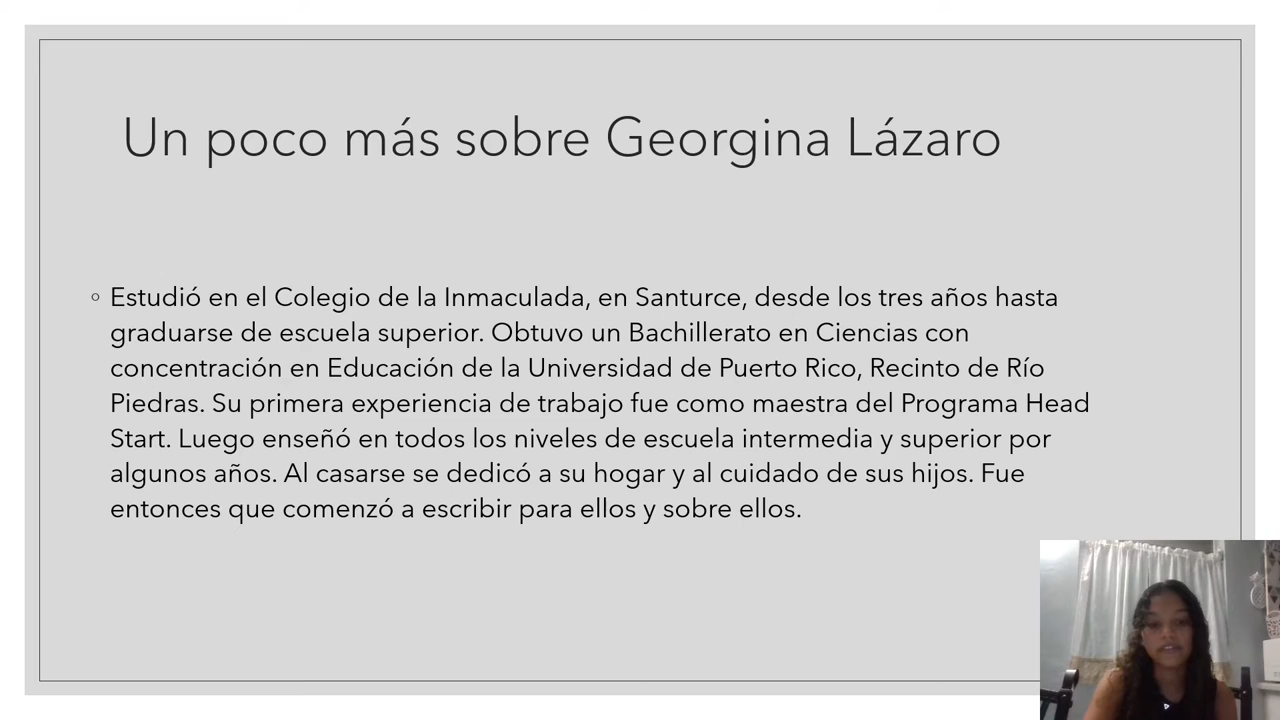 Un poco más sobre Georgina Lázaro
Estudió en el Colegio de la Inmaculada, en Santurce, desde los tres años hasta
graduarse de escuela superior. Obtuvo un Bachillerato en Ciencias con
concentración en Educación de la Universidad de Puerto Rico, Recinto de Río
Piedras. Su primera experiencia de trabajo fue como maestra del Programa Head
Start. Luego enseñó en todos los niveles de escuela intermedia y superior por
algunos años. Al casarse se dedicó a su hogar y al cuidado de sus hijos. Fue
entonces que comenzó a escribir para ellos y sobre ellos.